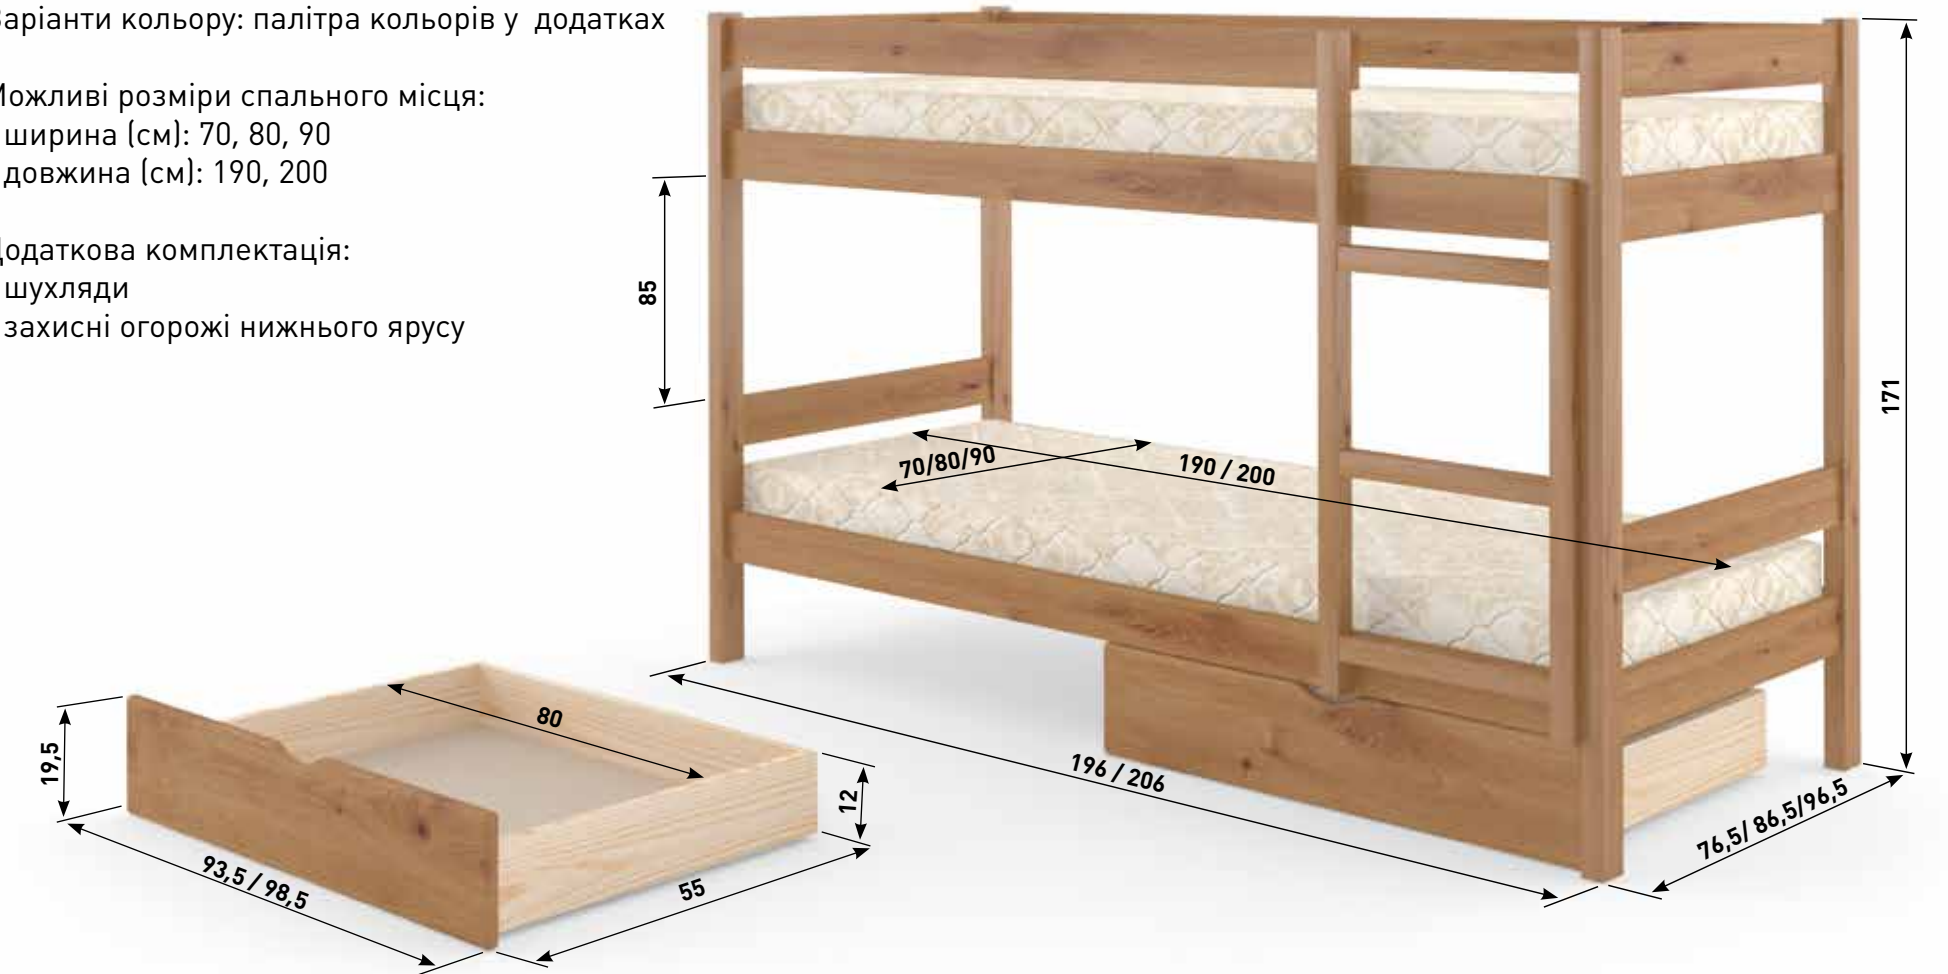 Варіанти кольору: палітра кольорів у додатках
Можливі розміри спального місця:
ширина (см): 70, 80, 90
довжина (см): 190, 200
Додаткова комплектація:
шухляди
захисні огорожі нижнього ярусу
85
171
70/80/90
190 / 200
196 / 206
76,5/ 86,5/96,5
80
19,5
12
93,5 / 98,5
55